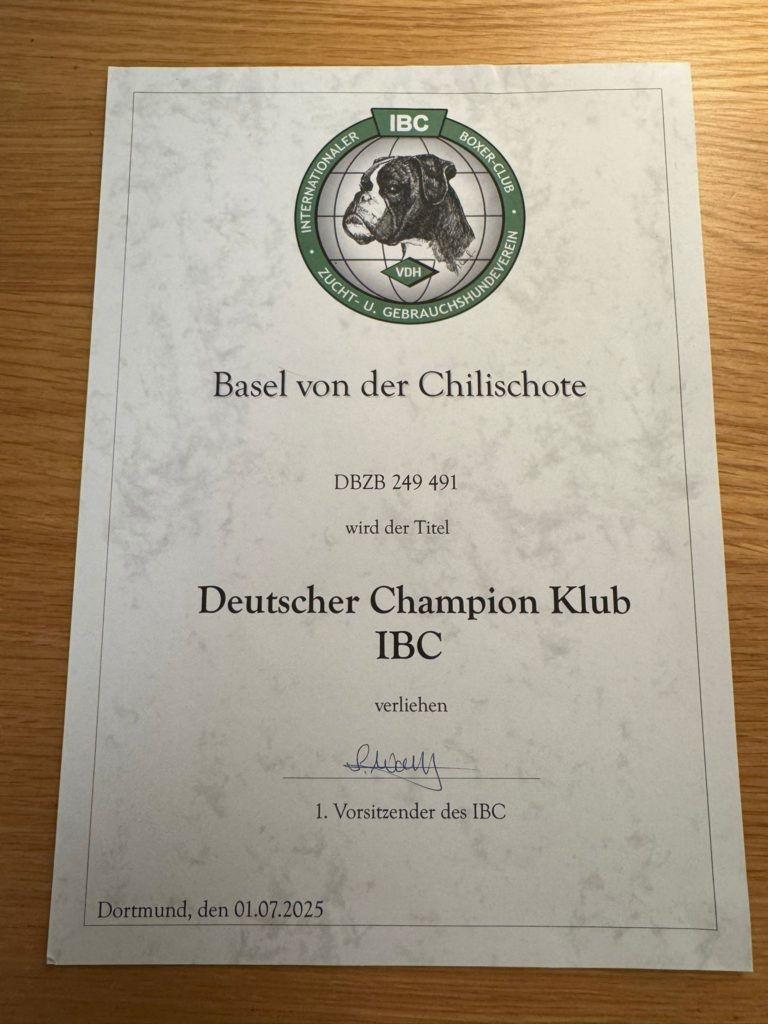 IBC
INTERNATIONALER BOXER-CLUB
ZUCHT- U. GEBRAUCHSHUNDEVEREIN
VDH
Basel von der Chilischote
DBZB 249 491
wird der Titel
Deutscher Champion Klub
IBC
verliehen
1. Vorsitzender des IBC
Dortmund, den 01.07.2025